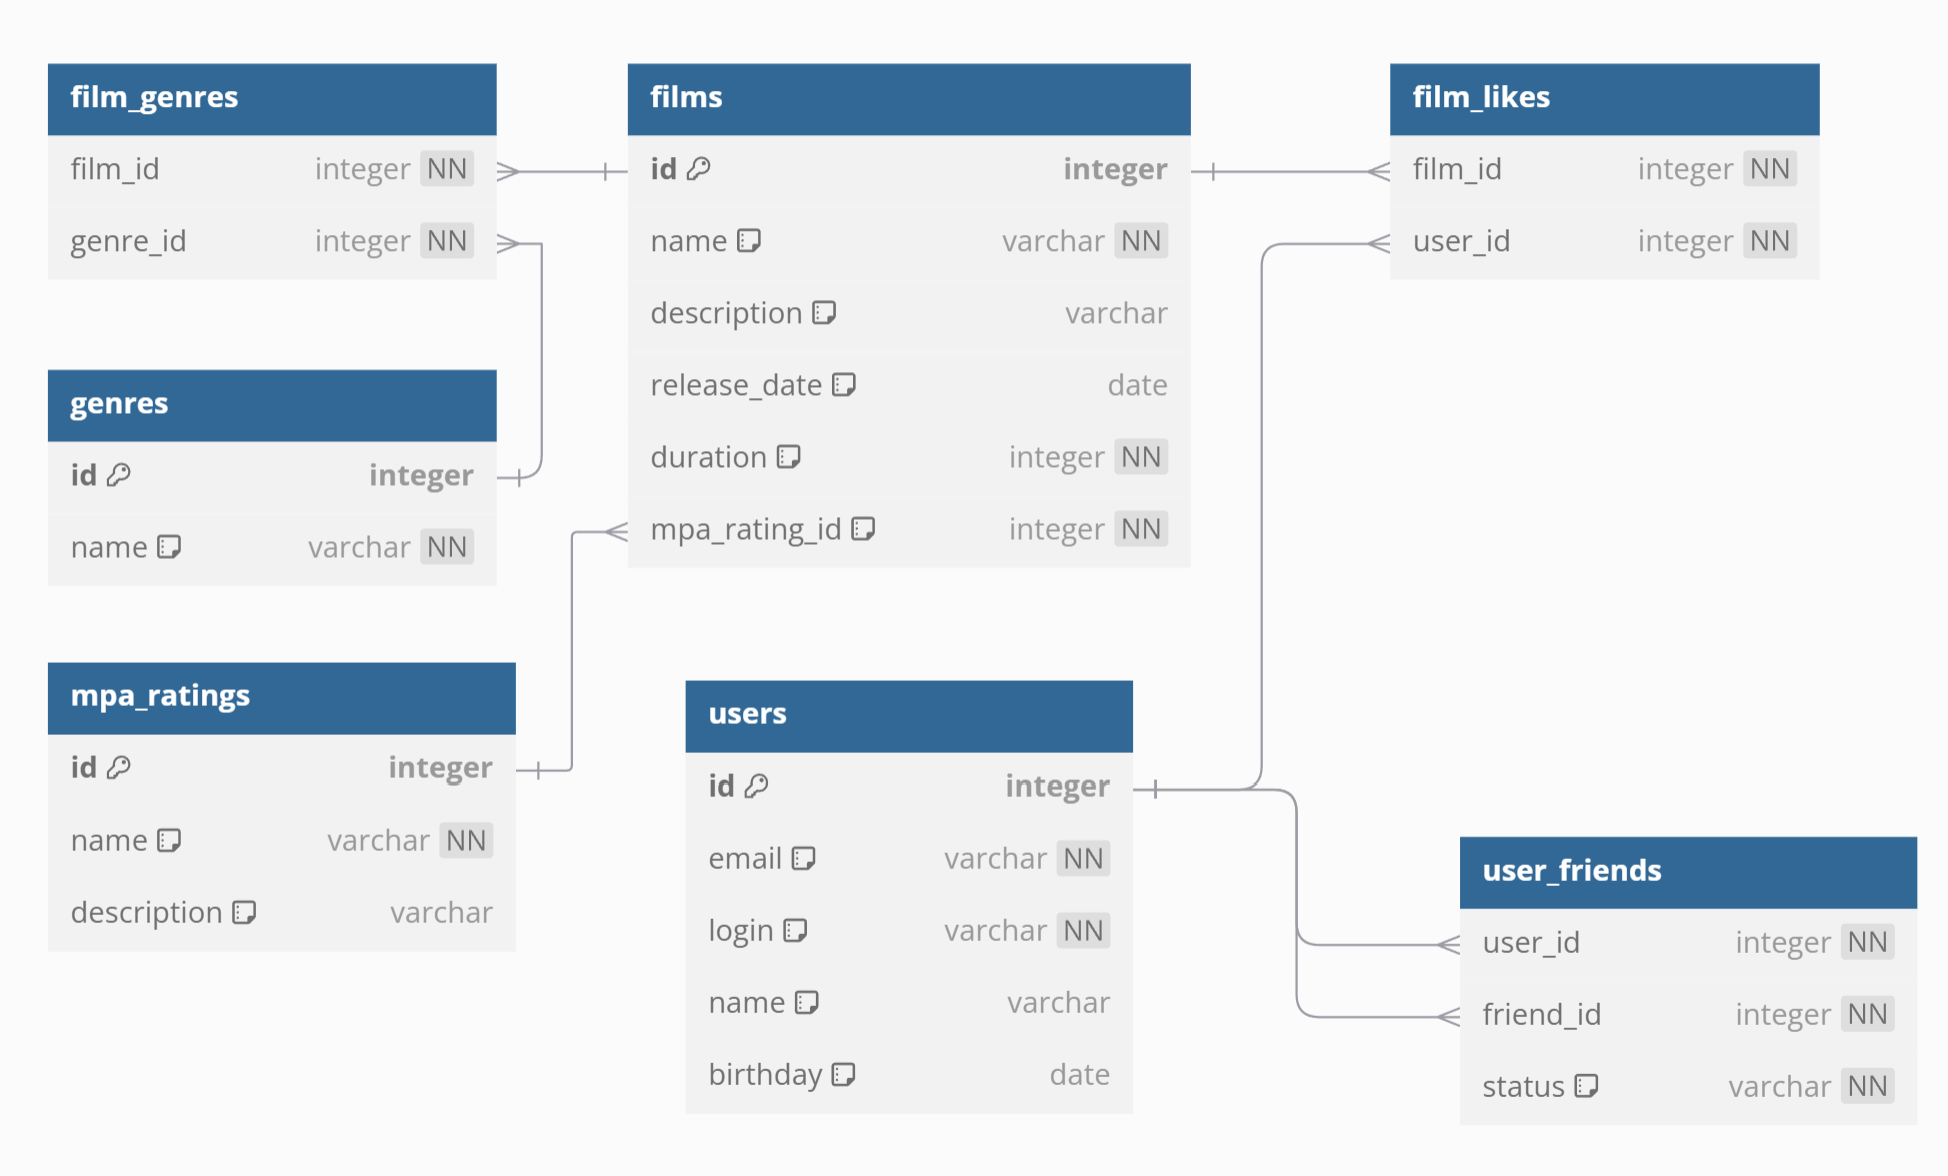 film_genres
film_id integer NN
genre_id integer NN
genres
id integer
name varchar NN
mpa_ratings
id integer
name varchar NN
description varchar
films
id integer
name varchar NN
description varchar
release_date date
duration integer NN
mpa_rating_id integer NN
users
id integer
email varchar NN
login varchar NN
name varchar
birthday date
film_likes
film_id integer NN
user_id integer NN
user_friends
user_id integer NN
friend_id integer NN
status varchar NN